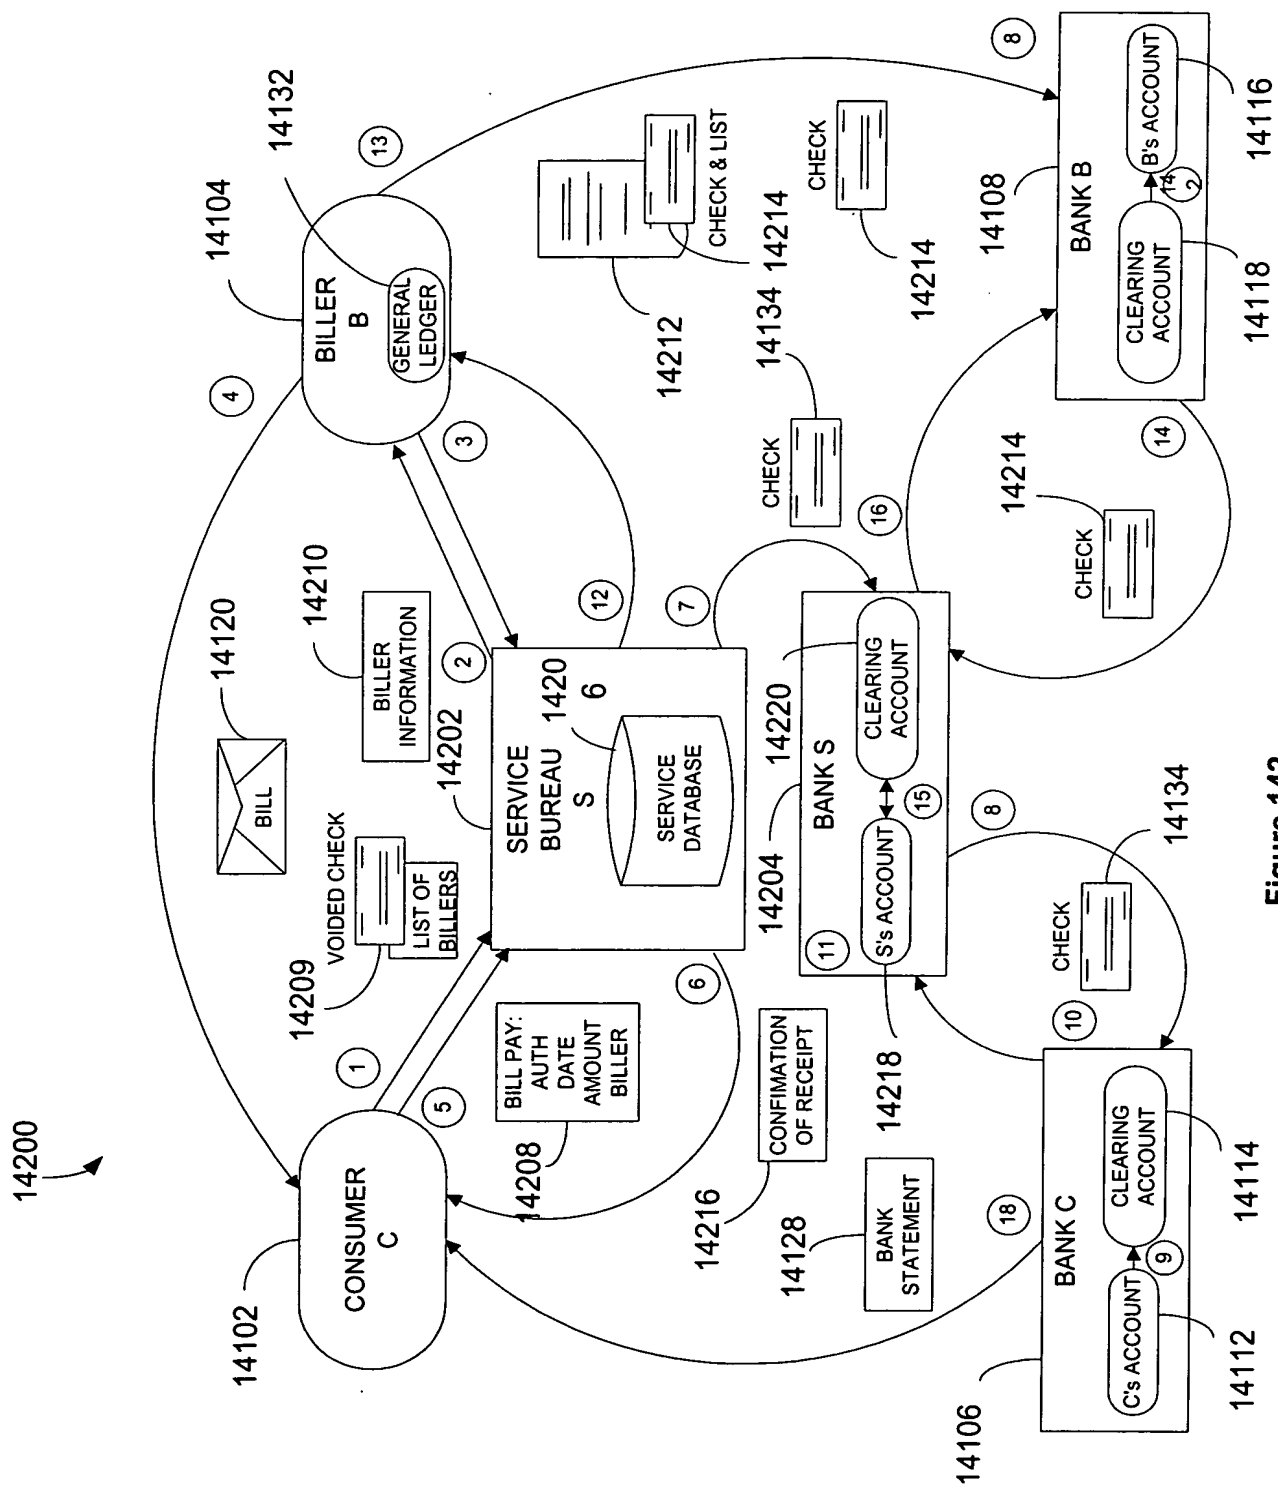 14200
14102
CONSUMER
C
14120
BILL
14104
BILLER
B
GENERAL
LEDGER
14132
4
13
1
5
VOIDED CHECK
LIST OF
BILLERS
14209
BILLER
INFORMATION
14210
2
3
BILL PAY:
AUTH
DATE
AMOUNT
BILLER
14208
14202
SERVICE
BUREAU
S
1420
6
SERVICE
DATABASE
6
12
7
CHECK & LIST
14212
14214
CHECK
14214
CHECK
14134
CONFIMATION
OF RECEIPT
14216
BANK
STATEMENT
14128
14204
BANK S
14220
11
S's ACCOUNT
15
CLEARING
ACCOUNT
14218
16
8
8
10
CHECK
14134
CHECK
14214
14
18
14106
BANK C
C's ACCOUNT
9
CLEARING
ACCOUNT
14112
14114
14108
BANK B
CLEARING
ACCOUNT
14
2
B's ACCOUNT
14118
14116